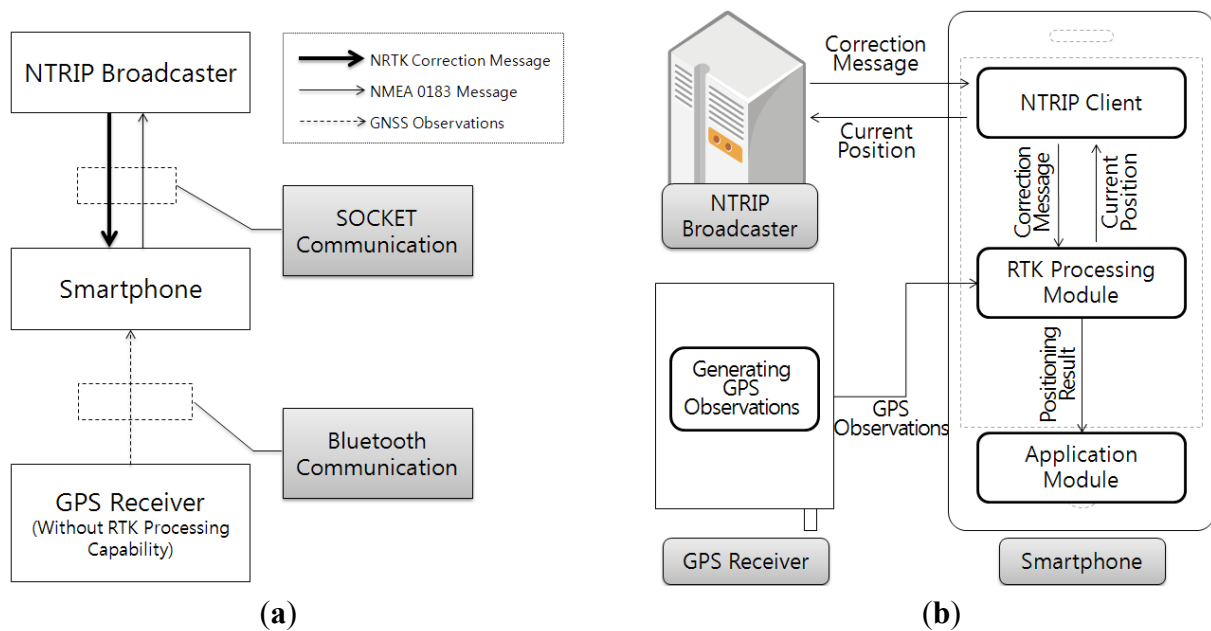 NTRIP Broadcaster
NRTK Correction Message
NMEA 0183 Message
GNSS Observations
SOCKET
Communication
Smartphone
Bluetooth
Communication
GPS Receiver
(Without RTK Processing
Capability)
(a)
Correction
Message
Current
Position
NTRIP
Broadcaster
NTRIP Client
Correction
Message
Current
Position
RTK Processing
Module
Generating
GPS
Observations
GPS
Observations
Positioning
Result
Application
Module
GPS Receiver
Smartphone
(b)